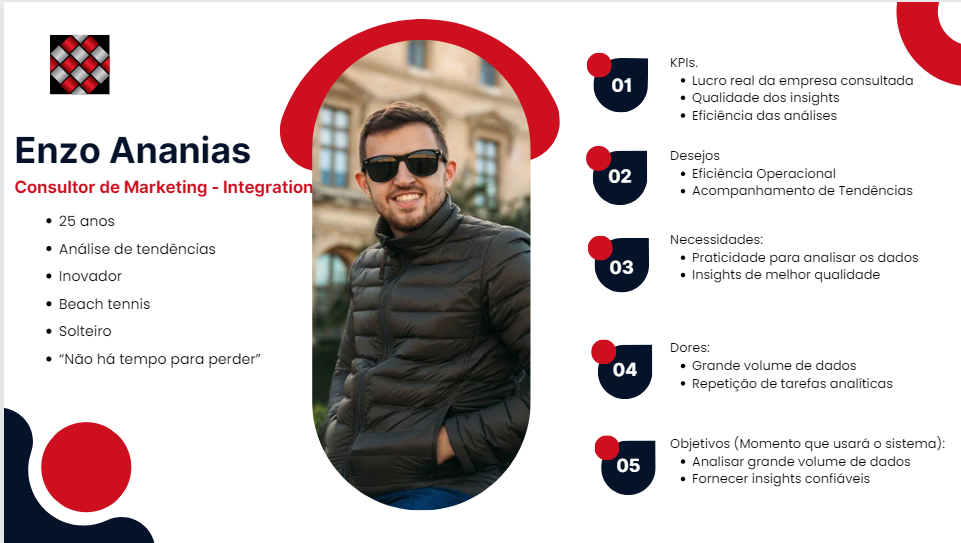 Enzo Ananias
Consultor de Marketing - Integration
• 25 anos
• Análise de tendências
• Inovador
• Beach tennis
• Solteiro
• “Não há tempo para perder”
01
KPIs.
• Lucro real da empresa consultada
• Qualidade dos insights
• Eficiência das análises
02
Desejos
• Eficiência Operacional
• Acompanhamento de Tendências
03
Necessidades:
• Praticidade para analisar os dados
• Insights de melhor qualidade
04
Dores:
• Grande volume de dados
• Repetição de tarefas analíticas
05
Objetivos (Momento que usará o sistema):
• Analisar grande volume de dados
• Fornecer insights confiáveis